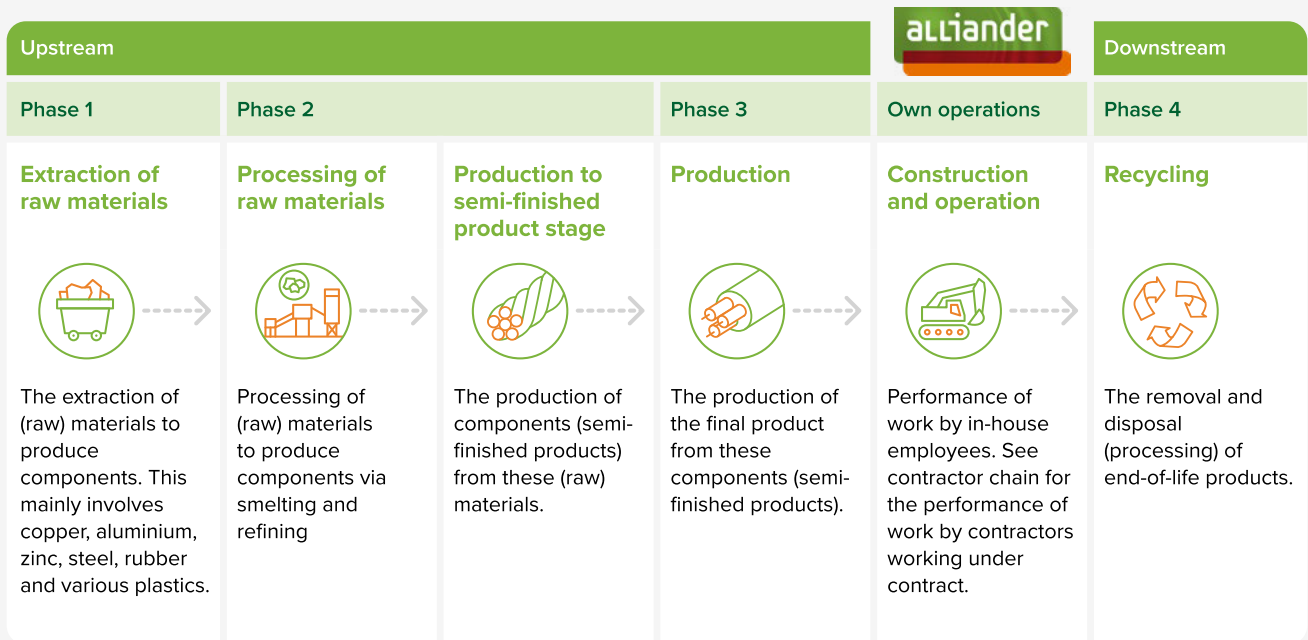 Upstream
alliander
Downstream
Phase 1
Phase 2
Phase 3
Own operations
Phase 4
Extraction of
raw materials
Processing of
raw materials
Production to
semi-finished
product stage
Production
Construction
and operation
Recycling
The extraction of
(raw) materials to
produce
components. This
mainly involves
copper, aluminium,
zinc, steel, rubber
and various plastics.
Processing of
(raw) materials
to produce
components via
smelting and
refining
The production of
components (semi-
finished products)
from these (raw)
materials.
The production of
the final product
from these
components (semi-
finished products).
Performance of
work by in-house
employees. See
contractor chain for
the performance of
work by contractors
working under
contract.
The removal and
disposal
(processing) of
end-of-life products.